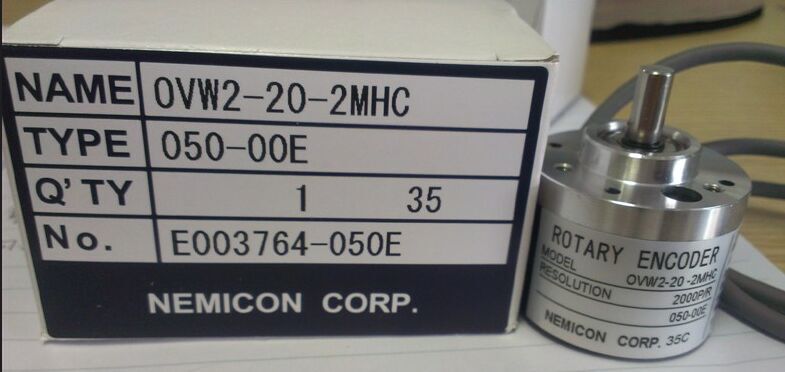 NAME OVW2-20-2MHC
TYPE 050-00E
Q'TY 1 35
No. E003764-050E
NEMICON CORP.
ROTARY ENCODER
MODEL OVW2-20-2MHC
RESOLUTION 2000P/R
050-00E
NEMICON CORP. 35C